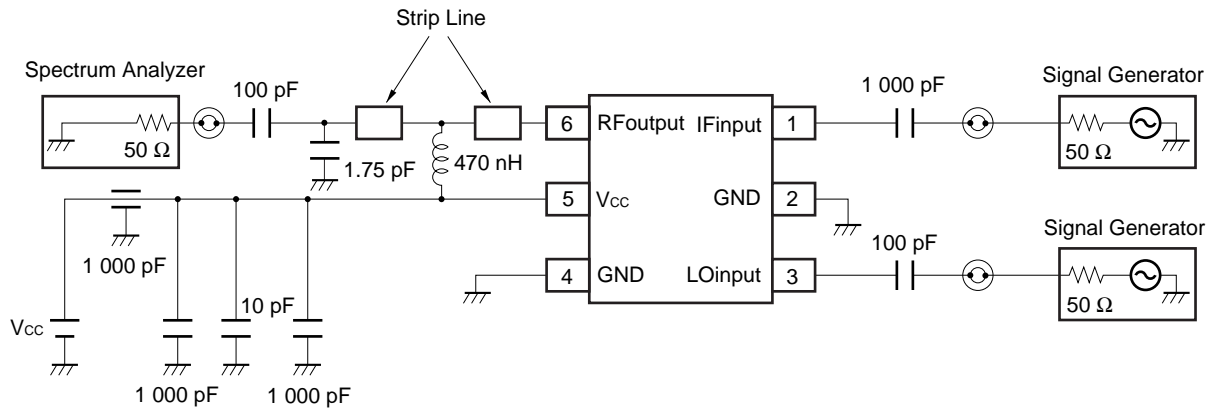 Strip Line
Spectrum Analyzer
100 pF
50 Ω
1.75 pF
470 nH
6 RFoutput IFinput 1
5 VCC GND 2
4 GND LOinput 3
1 000 pF
Signal Generator
50 Ω
100 pF
Signal Generator
50 Ω
1 000 pF
VCC
10 pF
1 000 pF
1 000 pF